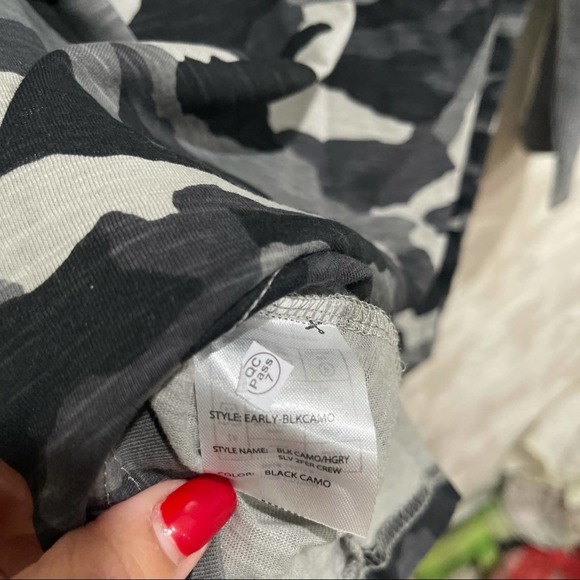 QC
Pass
7
STYLE: EARLY-BLKCAMO
STYLE NAME: BLK CAMO/HGRY
SLV 2FER CREW
COLOR: BLACK CAMO